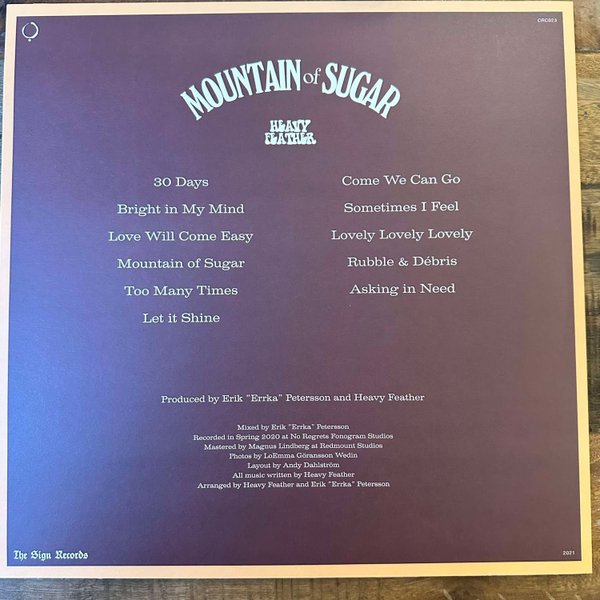 CRC023
MOUNTAIN of SUGAR
HEAVY
FEATHER
30 Days
Bright in My Mind
Love Will Come Easy
Mountain of Sugar
Too Many Times
Let it Shine
Come We Can Go
Sometimes I Feel
Lovely Lovely Lovely
Rubble & Débris
Asking in Need
Produced by Erik "Errka" Petersson and Heavy Feather
Mixed by Erik "Errka" Petersson
Recorded in Spring 2020 at No Regrets Fonogram Studios
Mastered by Magnus Lindberg at Redmount Studios
Photos by LoEmma Göransson Wedin
Layout by Andy Dahlström
All music written by Heavy Feather
Arranged by Heavy Feather and Erik "Errka" Petersson
The Sign Records
2021